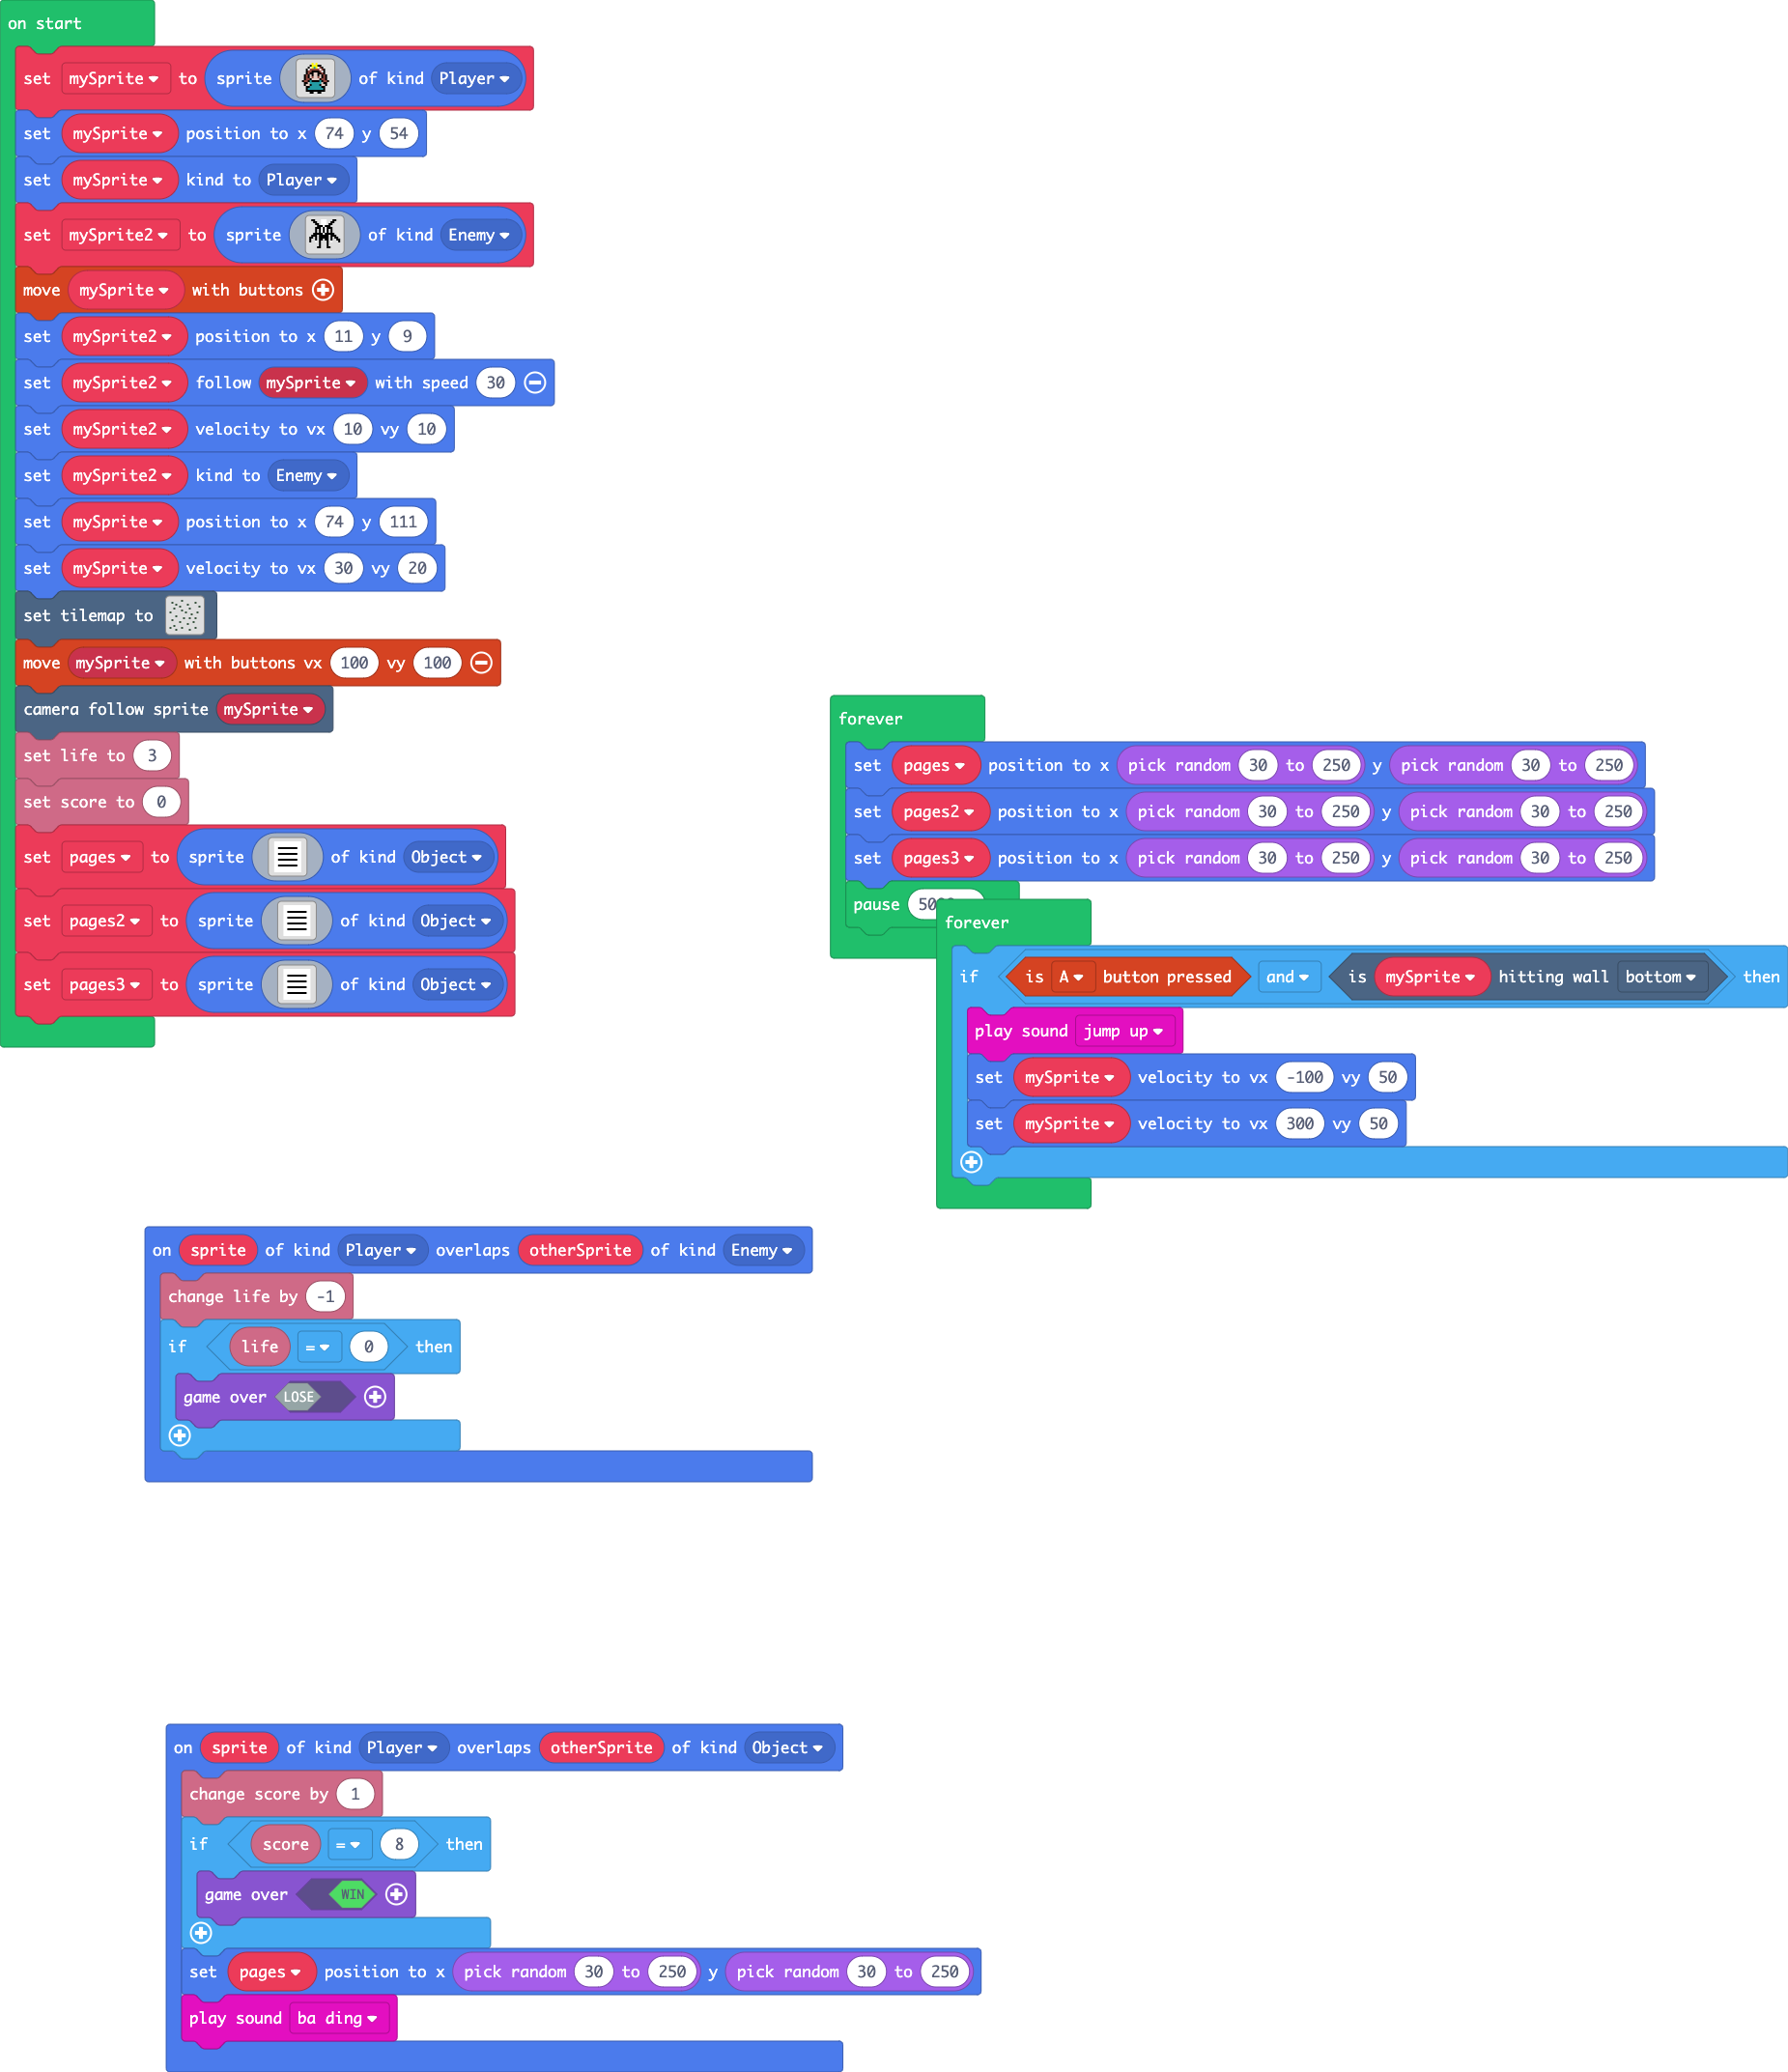 on start
set mySprite to sprite of kind Player
set mySprite position to x 74 y 54
set mySprite kind to Player
set mySprite2 to sprite of kind Enemy
move mySprite with buttons
set mySprite2 position to x 11 y 9
set mySprite2 follow mySprite with speed 30
set mySprite2 velocity to vx 10 vy 10
set mySprite2 kind to Enemy
set mySprite position to x 74 y 111
set mySprite velocity to vx 30 vy 20
set tilemap to
move mySprite with buttons vx 100 vy 100
camera follow sprite mySprite
set life to 3
set score to 0
set pages to sprite of kind Object
set pages2 to sprite of kind Object
set pages3 to sprite of kind Object
forever
set pages position to x pick random 30 to 250 y pick random 30 to 250
set pages2 position to x pick random 30 to 250 y pick random 30 to 250
set pages3 position to x pick random 30 to 250 y pick random 30 to 250
pause
forever
if is A button pressed and is mySprite hitting wall bottom then
play sound jump up
set mySprite velocity to vx -100 vy 50
set mySprite velocity to vx 300 vy 50
on sprite of kind Player overlaps otherSprite of kind Enemy
change life by -1
if life = 0 then
game over LOSE
on sprite of kind Player overlaps otherSprite of kind Object
change score by 1
if score = 8 then
game over WIN
set pages position to x pick random 30 to 250 y pick random 30 to 250
play sound ba ding